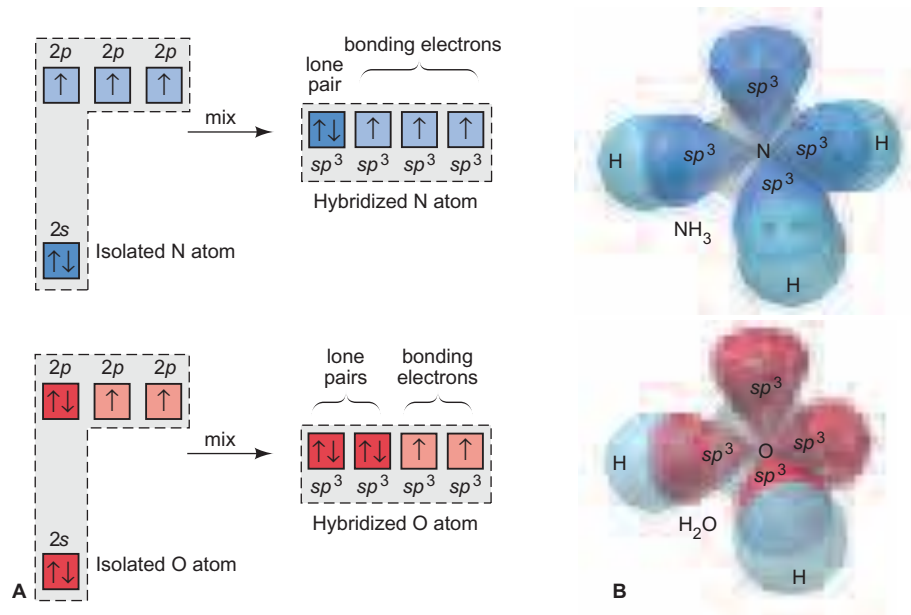 2p 2p 2p
↑ ↑ ↑
2s
↑↓
Isolated N atom
mix
bonding electrons
lone
pair
↑↓ ↑ ↑ ↑
sp³ sp³ sp³ sp³
Hybridized N atom
sp³
H
sp³
N
sp³
H
sp³
NH₃
H
2p 2p 2p
↑↓ ↑ ↑
2s
↑↓
Isolated O atom
mix
lone
pairs
bonding
electrons
↑↓ ↑↓ ↑ ↑
sp³ sp³ sp³ sp³
Hybridized O atom
sp³
H
sp³
O
sp³
sp³
H₂O
H
A
B